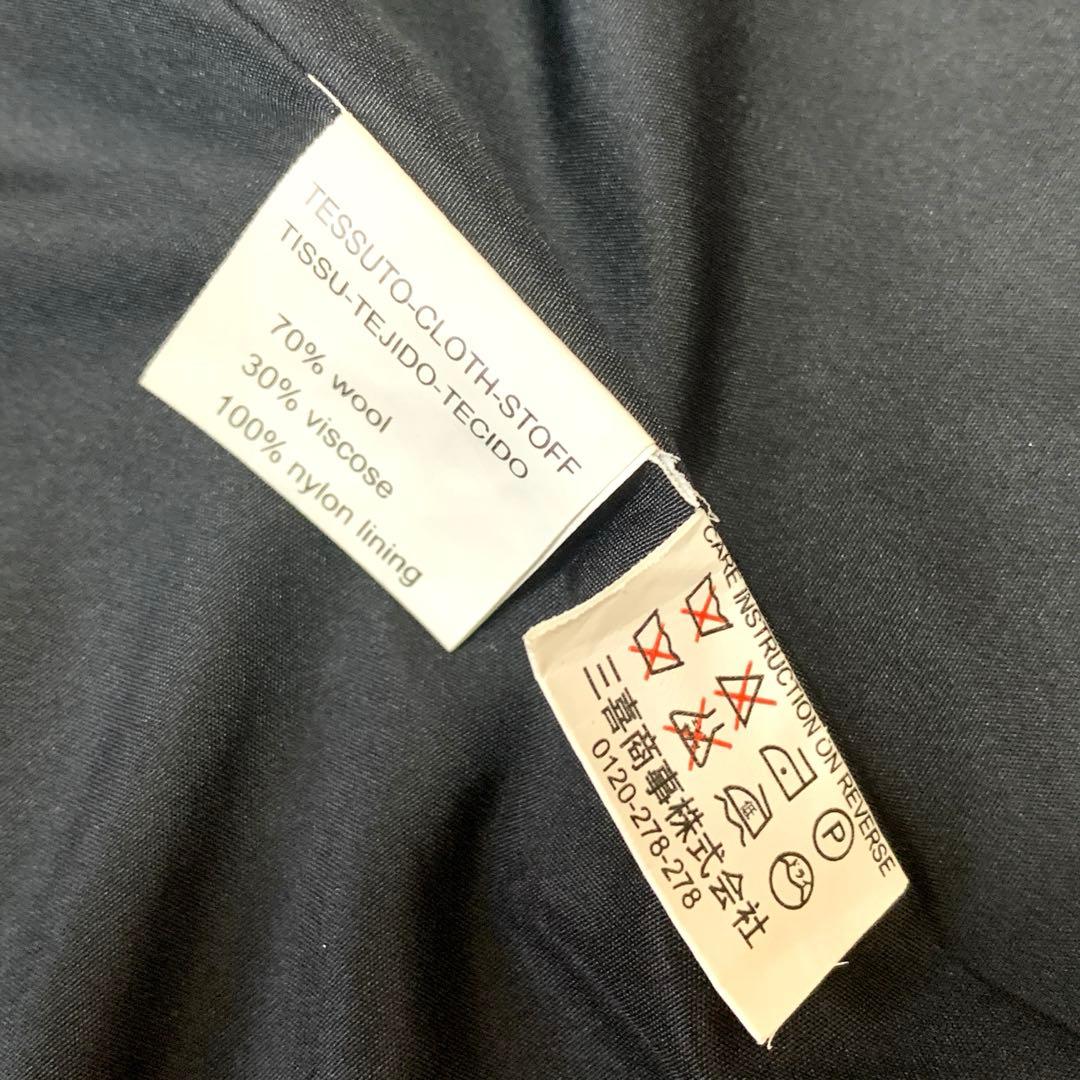 TESSUTO-CLOTH-STOFF
TISSU-TEJIDO-TECIDO
70% wool
30% viscose
100% nylon lining
CARE INSTRUCTION ON REVERSE
P
低
三喜商事株式会社
0120-278-278